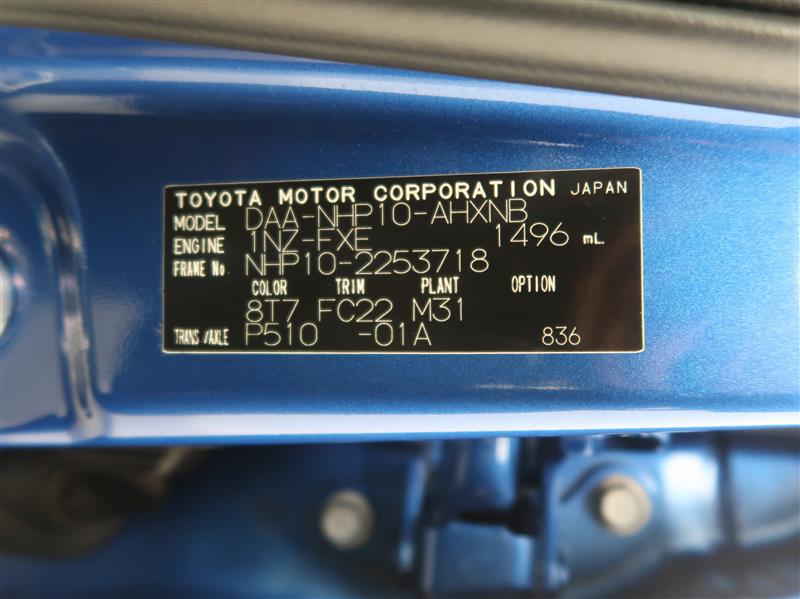 TOYOTA MOTOR CORPORATION JAPAN
MODEL DAA-NHP10-AHXNB
ENGINE 1NZ-FXE 1496 mL
FRAME No NHP10-2253718
COLOR TRIM PLANT OPTION
8T7 FC22 M31
TRANS/AXLE P510 -01A 836